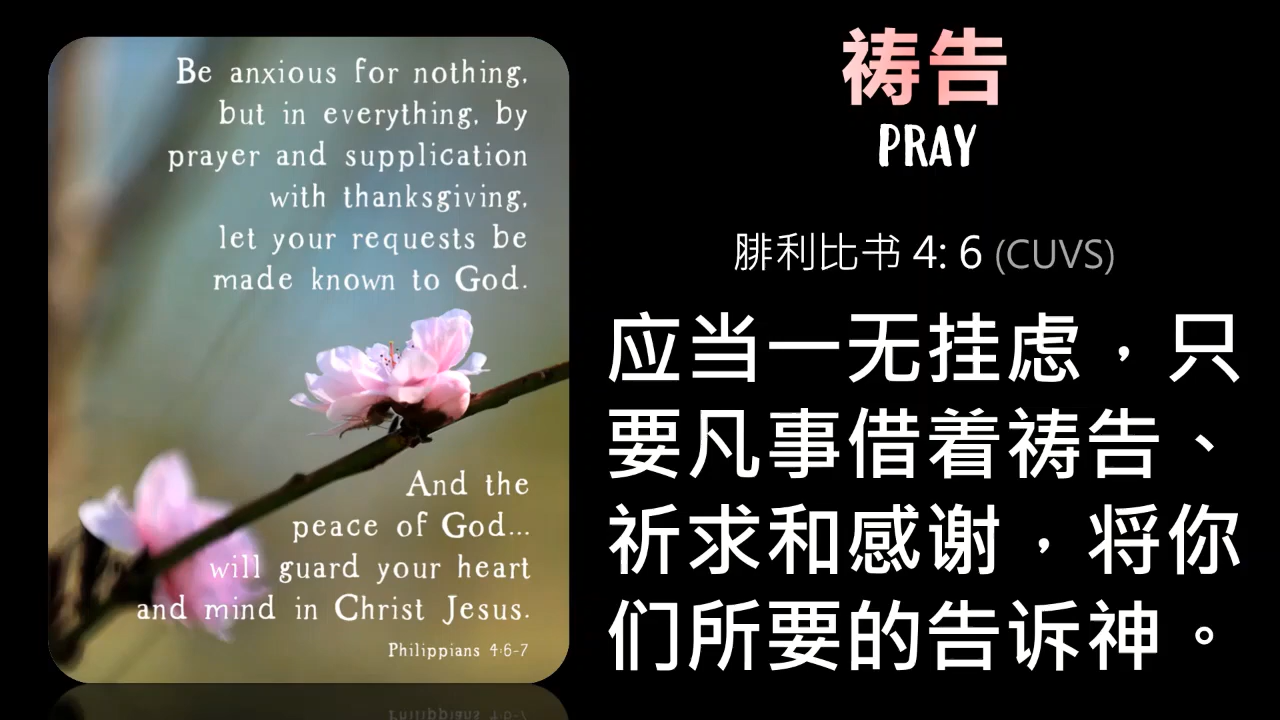 Be anxious for nothing,
but in everything, by
prayer and supplication
with thanksgiving,
let your requests be
made known to God.
And the
peace of God...
will guard your heart
and mind in Christ Jesus.
Philippians 4:6-7
祷告
PRAY
腓利比书 4: 6 (CUVS)
应当一无挂虑，只
要凡事借着祷告、
祈求和感谢，将你
们所要的告诉神。